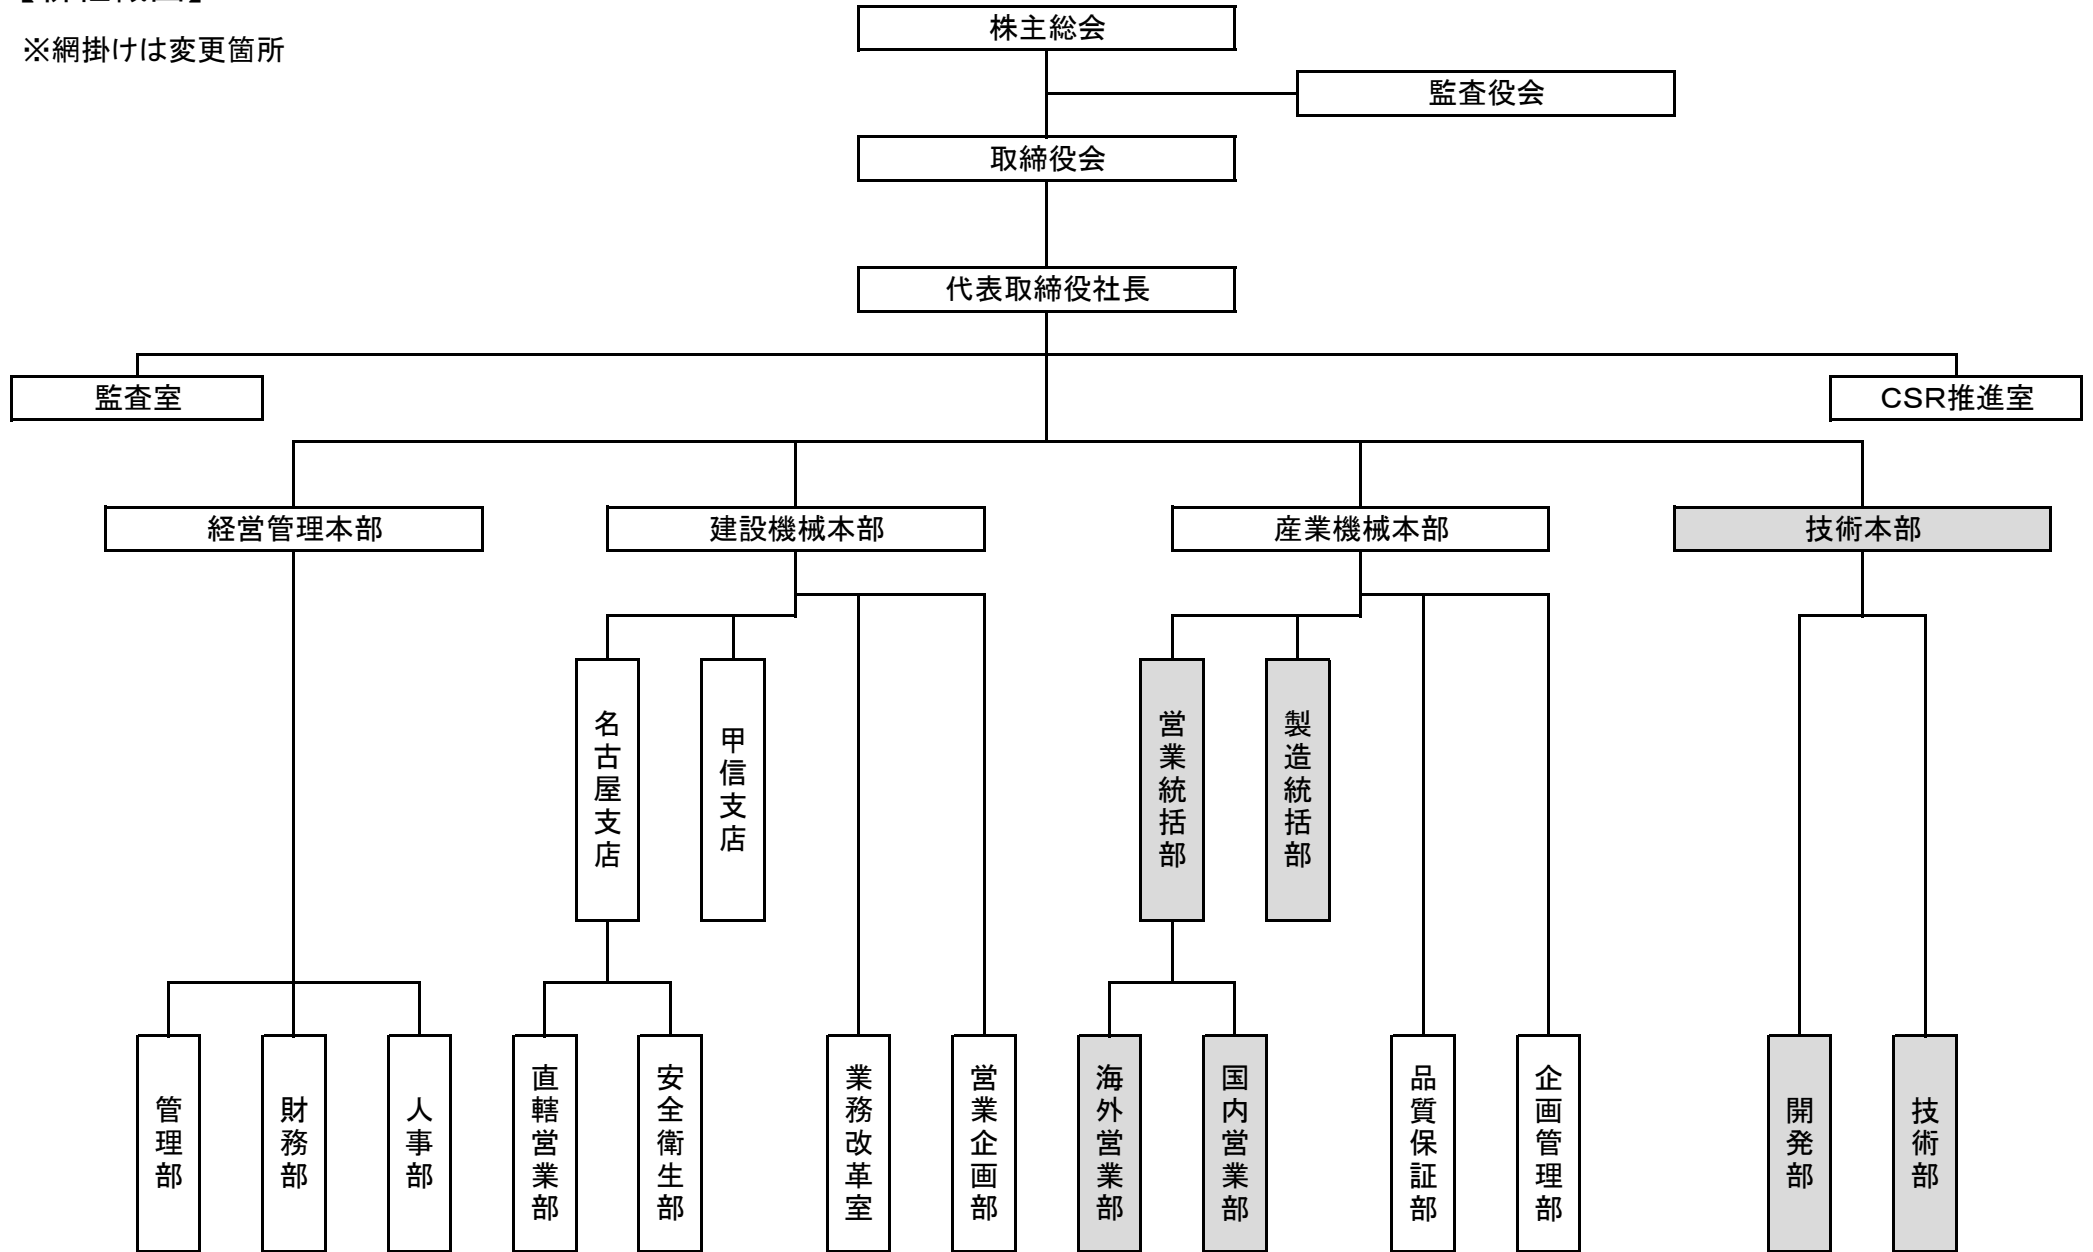 ※網掛けは変更箇所
株主総会
監査役会
取締役会
代表取締役社長
監査室
CSR推進室
経営管理本部
建設機械本部
産業機械本部
技術本部
名古屋支店
甲信支店
営業統括部
製造統括部
管理部
財務部
人事部
直轄営業部
安全衛生部
業務改革室
営業企画部
海外営業部
国内営業部
品質保証部
企画管理部
開発部
技術部